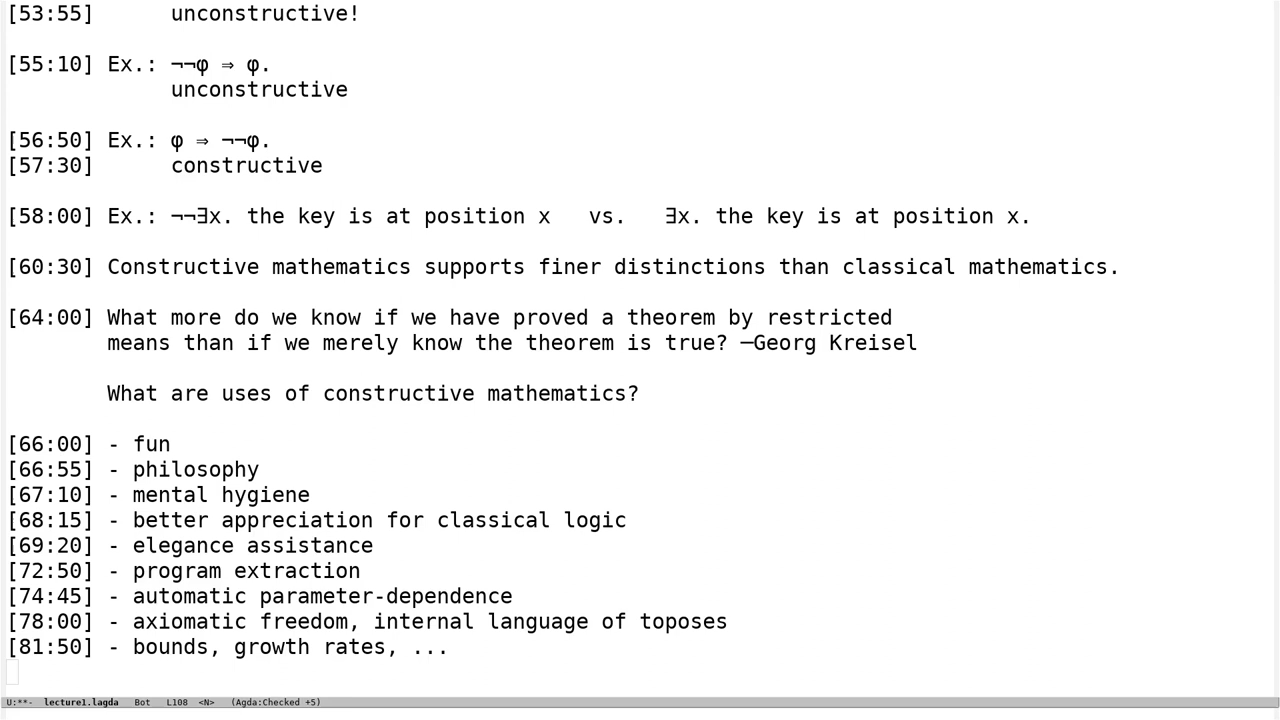 [53:55]      unconstructive!
[55:10] Ex.: ¬¬φ ⇒ φ.
unconstructive
[56:50] Ex.: φ ⇒ ¬¬φ.
[57:30]      constructive
[58:00] Ex.: ¬¬∃x. the key is at position x   vs.   ∃x. the key is at position x.
[60:30] Constructive mathematics supports finer distinctions than classical mathematics.
[64:00] What more do we know if we have proved a theorem by restricted
means than if we merely know the theorem is true? —Georg Kreisel
What are uses of constructive mathematics?
[66:00] - fun
[66:55] - philosophy
[67:10] - mental hygiene
[68:15] - better appreciation for classical logic
[69:20] - elegance assistance
[72:50] - program extraction
[74:45] - automatic parameter-dependence
[78:00] - axiomatic freedom, internal language of toposes
[81:50] - bounds, growth rates, ...
U:**-  lecture1.lagda   Bot   L108  <N>   (Agda:Checked +5)